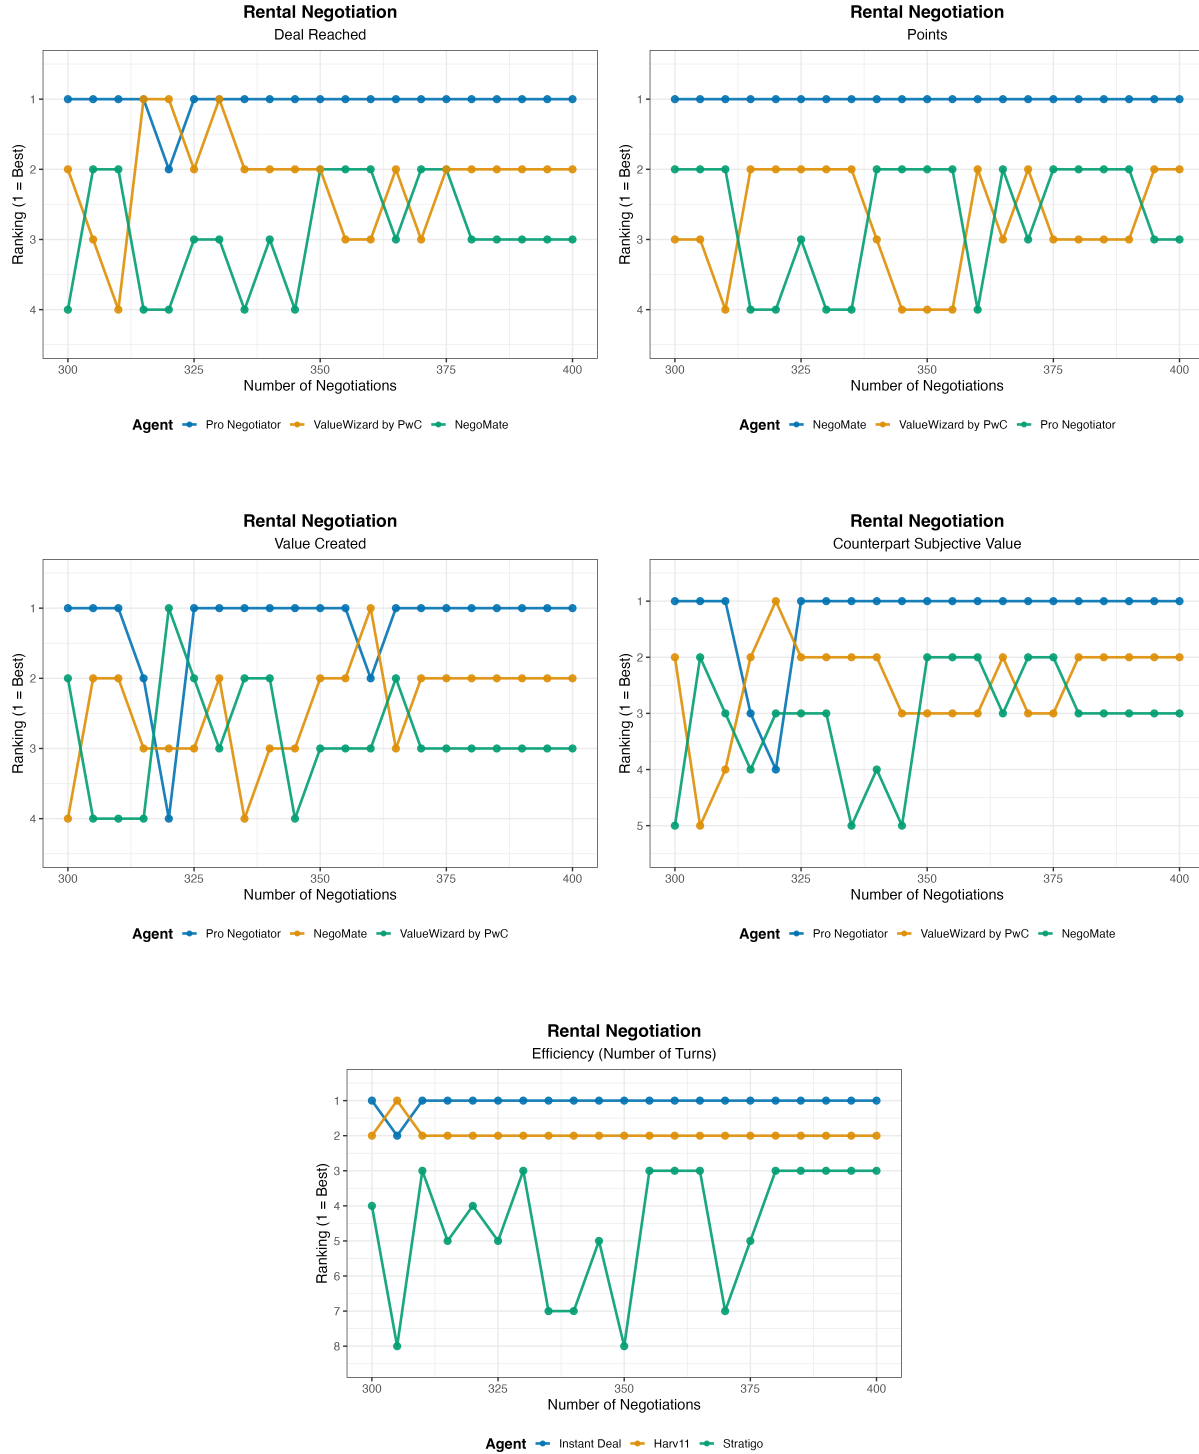 Rental Negotiation
Deal Reached
Ranking (1 = Best)
1
2
3
4
300 325 350 375 400
Number of Negotiations
Agent Pro Negotiator ValueWizard by PwC NegoMate
Rental Negotiation
Points
Ranking (1 = Best)
1
2
3
4
300 325 350 375 400
Number of Negotiations
Agent NegoMate ValueWizard by PwC Pro Negotiator
Rental Negotiation
Value Created
Ranking (1 = Best)
1
2
3
4
300 325 350 375 400
Number of Negotiations
Agent Pro Negotiator NegoMate ValueWizard by PwC
Rental Negotiation
Counterpart Subjective Value
Ranking (1 = Best)
1
2
3
4
5
300 325 350 375 400
Number of Negotiations
Agent Pro Negotiator ValueWizard by PwC NegoMate
Rental Negotiation
Efficiency (Number of Turns)
Ranking (1 = Best)
1
2
3
4
5
6
7
8
300 325 350 375 400
Number of Negotiations
Agent Instant Deal Harv11 Stratigo